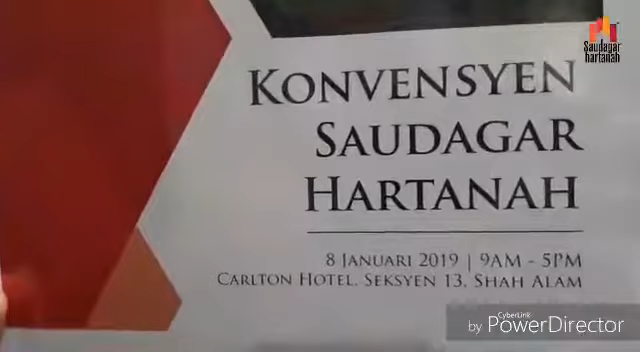 Saudagar
hartanah
KONVENSYEN
SAUDAGAR
HARTANAH
8 JANUARI 2019 | 9AM - 5PM
CARLTON HOTEL, SEKSYEN 13, SHAH ALAM
CyberLink
by PowerDirector